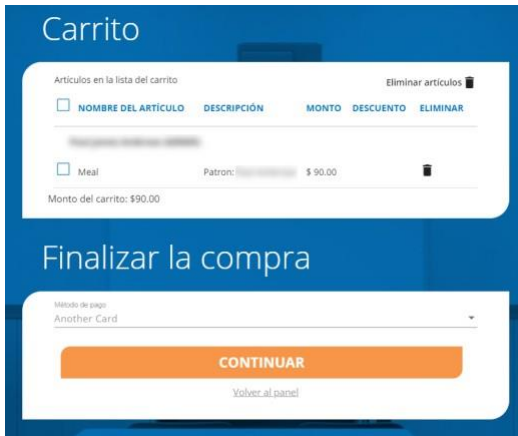 Carrito
Artículos en la lista del carrito
Eliminar artículos
NOMBRE DEL ARTÍCULO DESCRIPCIÓN MONTO DESCUENTO ELIMINAR
Meal Patron: $ 90.00
Monto del carrito: $90.00
Finalizar la compra
Método de pago
Another Card
CONTINUAR
Volver al panel